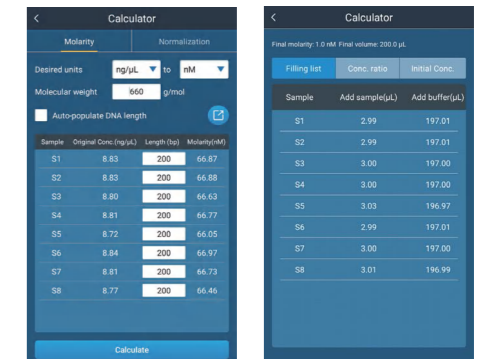 < Calculator
Molarity Normalization
Desired units ng/µL ▼ to nM ▼
Molecular weight 660 g/mol
Auto-populate DNA length
Sample Original Conc.(ng/µL) Length (bp) Molarity(nM)
S1 8.83 200 66.87
S2 8.83 200 66.88
S3 8.80 200 66.63
S4 8.81 200 66.77
S5 8.72 200 66.05
S6 8.84 200 66.97
S7 8.81 200 66.73
S8 8.77 200 66.46
Calculate
< Calculator
Final molarity: 1.0 nM Final volume: 200.0 µL
Filling list Conc. ratio Initial Conc.
Sample Add sample(µL) Add buffer(µL)
S1 2.99 197.01
S2 2.99 197.01
S3 3.00 197.00
S4 3.00 197.00
S5 3.03 196.97
S6 2.99 197.01
S7 3.00 197.00
S8 3.01 196.99